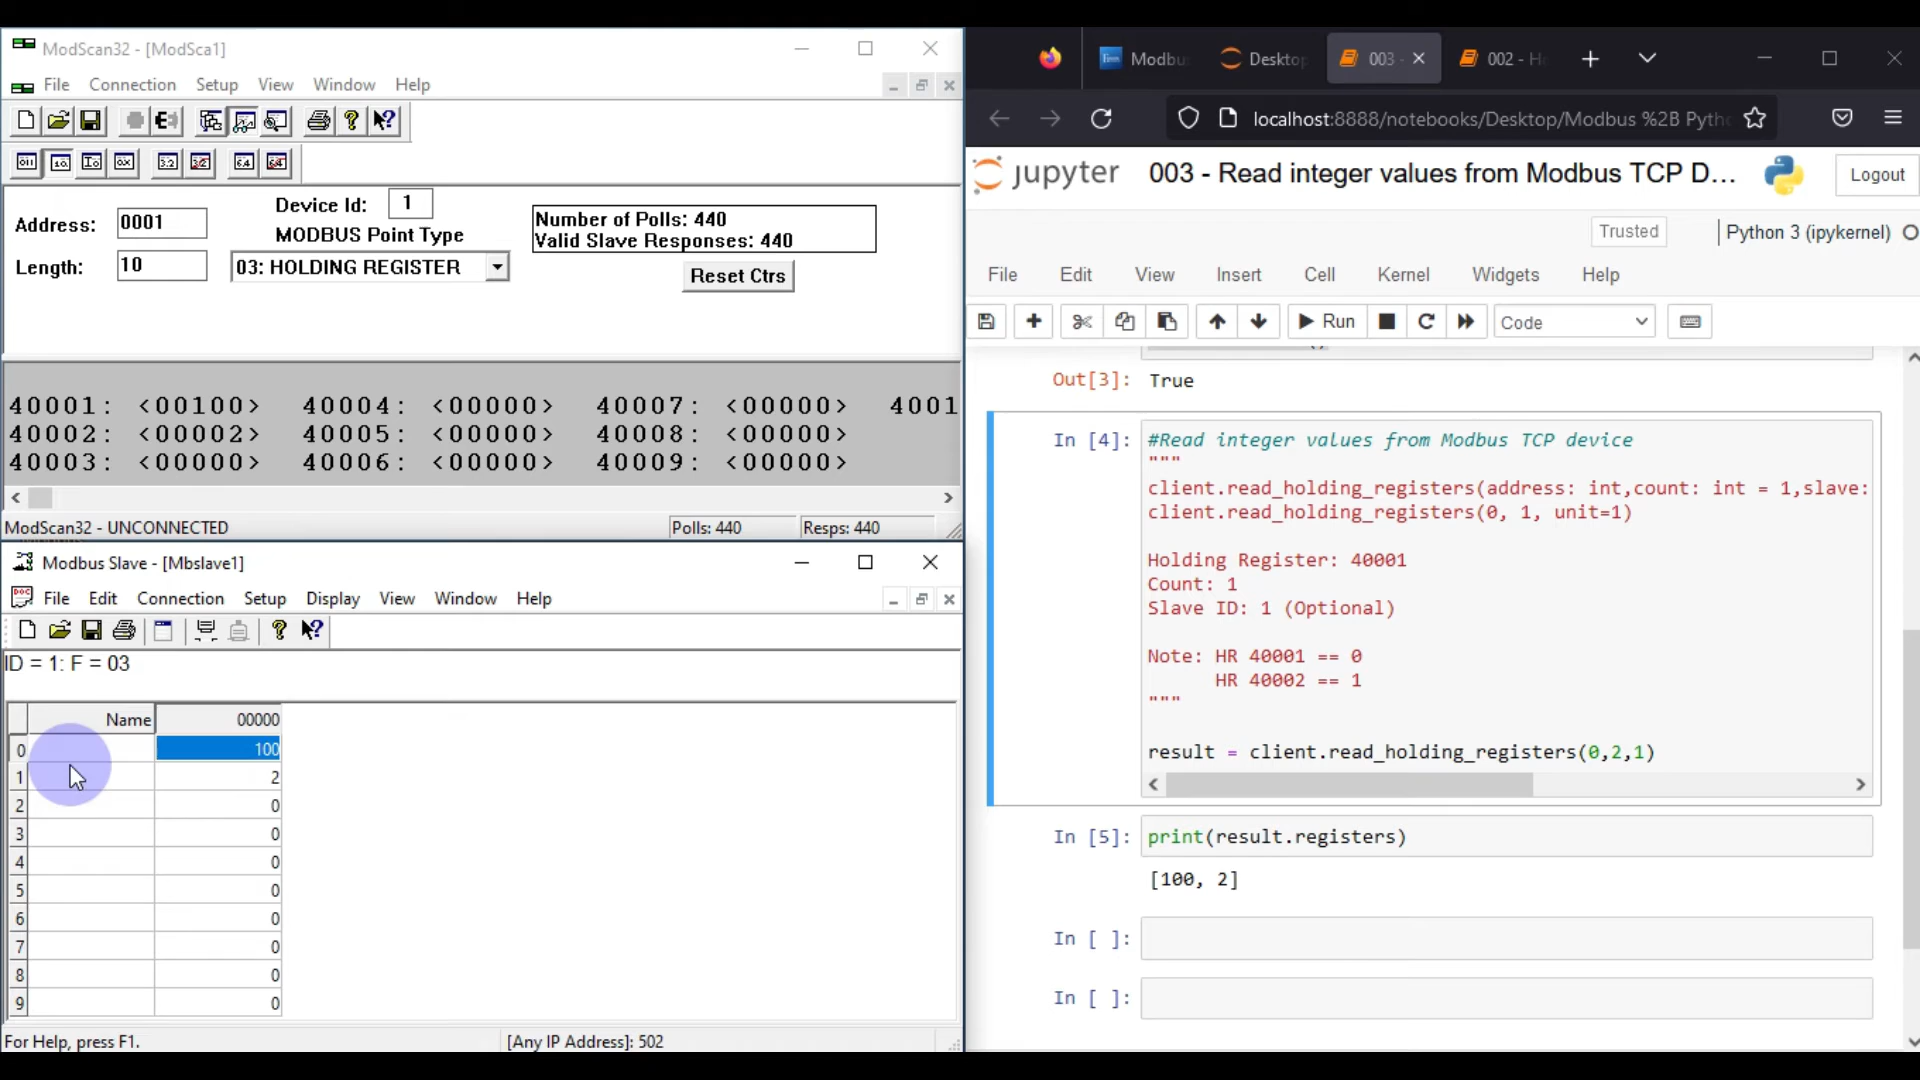 ModScan32 - [ModSca1]
File Connection Setup View Window Help
Address: 0001
Device Id: 1
MODBUS Point Type
Length: 10
03: HOLDING REGISTER
Number of Polls: 440
Valid Slave Responses: 440
Reset Ctrs
40001: <00100> 40004: <00000> 40007: <00000> 4001
40002: <00002> 40005: <00000> 40008: <00000>
40003: <00000> 40006: <00000> 40009: <00000>
ModScan32 - UNCONNECTED
Polls: 440
Resps: 440
Modbus Slave - [Mbslave1]
File Edit Connection Setup Display View Window Help
ID = 1: F = 03
Name 00000
0 100
1 2
2 0
3 0
4 0
5 0
6 0
7 0
8 0
9 0
For Help, press F1.
[Any IP Address]: 502
Modbu
Desktop
003 -
002 - H
localhost:8888/notebooks/Desktop/Modbus %2B Pytho
jupyter
003 - Read integer values from Modbus TCP D...
Logout
Trusted
Python 3 (ipykernel)
File Edit View Insert Cell Kernel Widgets Help
Run
Code
Out[3]: True
In [4]: #Read integer values from Modbus TCP device
"""
client.read_holding_registers(address: int,count: int = 1,slave:
client.read_holding_registers(0, 1, unit=1)
Holding Register: 40001
Count: 1
Slave ID: 1 (Optional)
Note: HR 40001 == 0
HR 40002 == 1
"""
result = client.read_holding_registers(0,2,1)
In [5]: print(result.registers)
[100, 2]
In [ ]:
In [ ]: